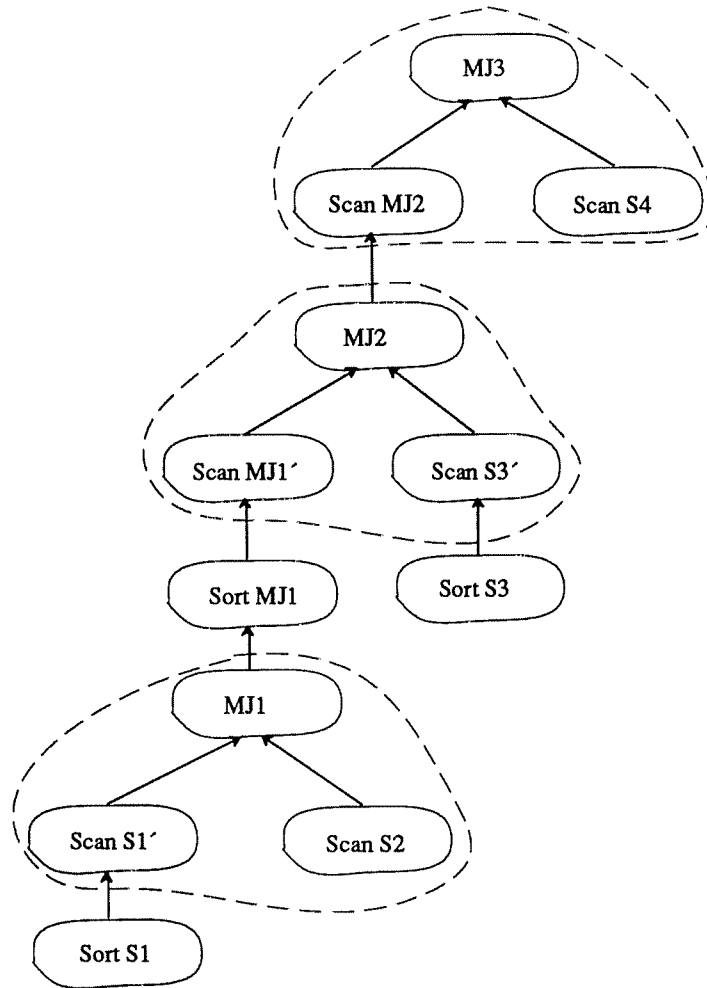 MJ3
Scan MJ2
Scan S4
MJ2
Scan MJ1´
Scan S3´
Sort MJ1
Sort S3
MJ1
Scan S1´
Scan S2
Sort S1